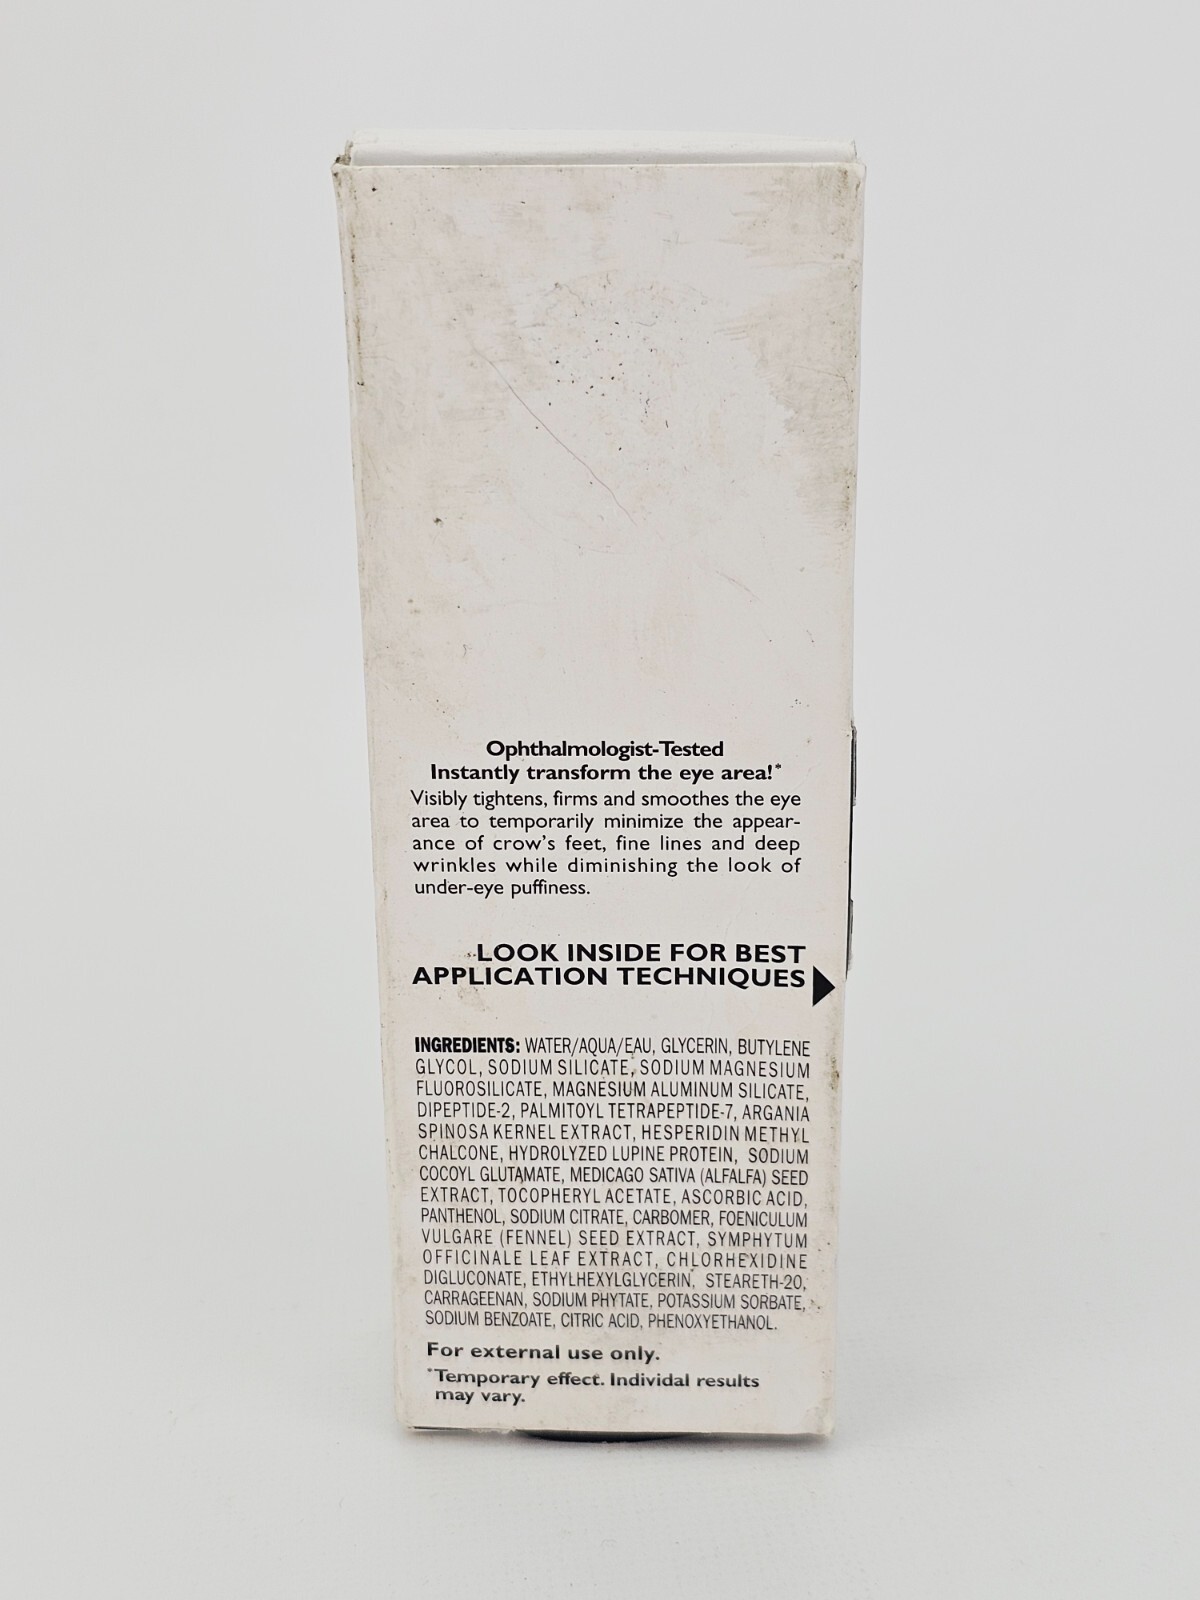 Ophthalmologist-Tested
Instantly transform the eye area!*
Visibly tightens, firms and smoothes the eye
area to temporarily minimize the appear-
ance of crow's feet, fine lines and deep
wrinkles while diminishing the look of
under-eye puffiness.
LOOK INSIDE FOR BEST
APPLICATION TECHNIQUES
INGREDIENTS: WATER/AQUA/EAU, GLYCERIN, BUTYLENE
GLYCOL, SODIUM SILICATE, SODIUM MAGNESIUM
FLUOROSILICATE, MAGNESIUM ALUMINUM SILICATE,
DIPEPTIDE-2, PALMITOYL TETRAPEPTIDE-7, ARGANIA
SPINOSA KERNEL EXTRACT, HESPERIDIN METHYL
CHALCONE, HYDROLYZED LUPINE PROTEIN, SODIUM
COCOYL GLUTAMATE, MEDICAGO SATIVA (ALFALFA) SEED
EXTRACT, TOCOPHERYL ACETATE, ASCORBIC ACID,
PANTHENOL, SODIUM CITRATE, CARBOMER, FOENICULUM
VULGARE (FENNEL) SEED EXTRACT, SYMPHYTUM
OFFICINALE LEAF EXTRACT, CHLORHEXIDINE
DIGLUCONATE, ETHYLHEXYLGLYCERIN, STEARETH-20,
CARRAGEENAN, SODIUM PHYTATE, POTASSIUM SORBATE,
SODIUM BENZOATE, CITRIC ACID, PHENOXYETHANOL.
For external use only.
*Temporary effect. Individal results
may vary.